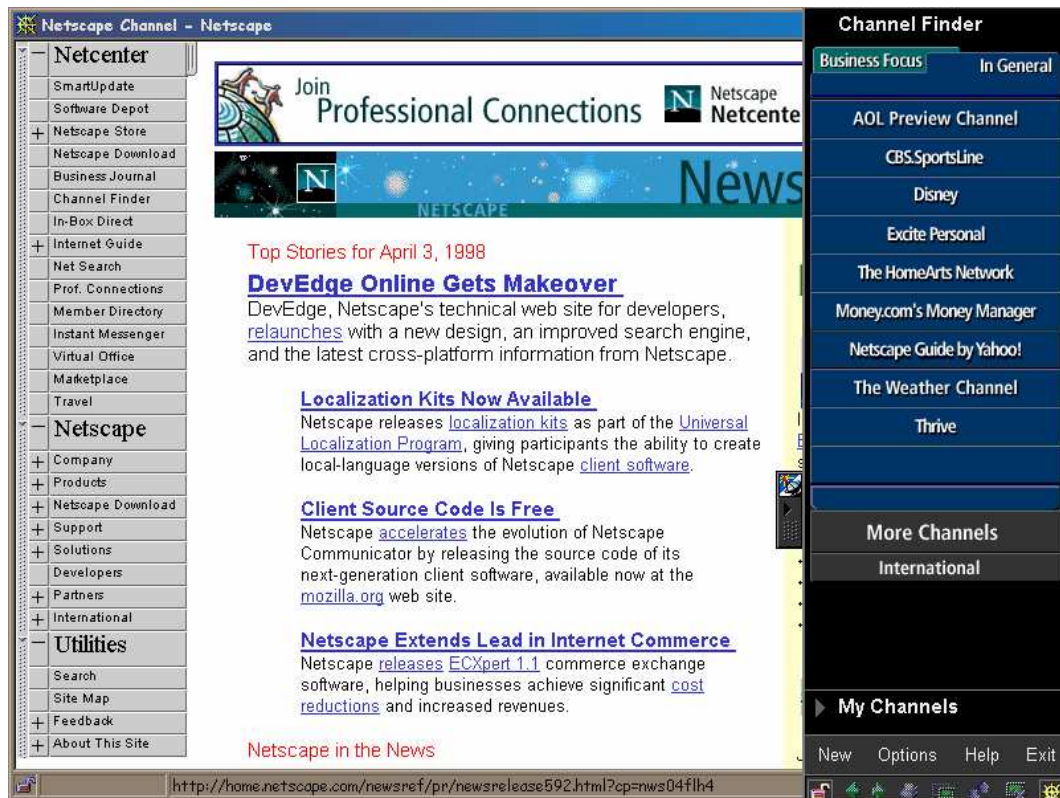 Netscape Channel - Netscape
Netcenter
SmartUpdate
Software Depot
+ Netscape Store
Netscape Download
Business Journal
Channel Finder
In-Box Direct
+ Internet Guide
Net Search
Prof. Connections
Member Directory
Instant Messenger
Virtual Office
Marketplace
Travel
Netscape
+ Company
+ Products
+ Netscape Download
+ Support
+ Solutions
Developers
+ Partners
+ International
Utilities
Search
Site Map
+ Feedback
+ About This Site
Join
Professional Connections
N Netscape
Netcente
N
NETSCAPE
News
Top Stories for April 3, 1998
DevEdge Online Gets Makeover
DevEdge, Netscape's technical web site for developers,
relaunches with a new design, an improved search engine,
and the latest cross-platform information from Netscape.
Localization Kits Now Available
Netscape releases localization kits as part of the Universal
Localization Program, giving participants the ability to create
local-language versions of Netscape client software.
Client Source Code Is Free
Netscape accelerates the evolution of Netscape
Communicator by releasing the source code of its
next-generation client software, available now at the
mozilla.org web site.
Netscape Extends Lead in Internet Commerce
Netscape releases ECXpert 1.1 commerce exchange
software, helping businesses achieve significant cost
reductions and increased revenues.
Netscape in the News
http://home.netscape.com/newsref/pr/newsrelease592.html?cp=nws04flh4
Channel Finder
Business Focus
In General
AOL Preview Channel
CBS.SportsLine
Disney
Excite Personal
The HomeArts Network
Money.com's Money Manager
Netscape Guide by Yahoo!
The Weather Channel
Thrive
More Channels
International
My Channels
New Options Help Exit